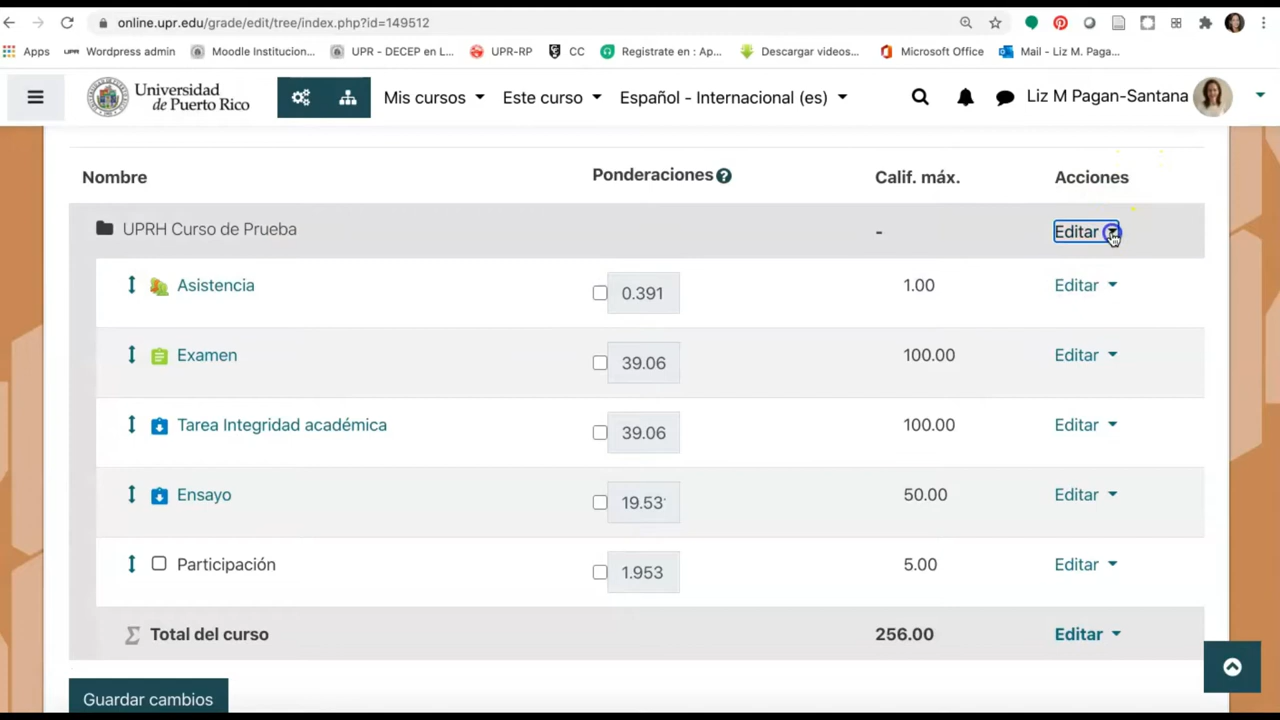 online.upr.edu/grade/edit/tree/index.php?id=149512
Apps UPR Wordpress admin Moodle Institucion... UPR - DECEP en L... UPR-RP CC Registrate en : Ap... Descargar videos... Microsoft Office Mail - Liz M. Paga...
Universidad
de Puerto Rico
Mis cursos Este curso Español - Internacional (es) Liz M Pagan-Santana
Nombre Ponderaciones ? Calif. máx. Acciones
UPRH Curso de Prueba - Editar
Asistencia 0.391 1.00 Editar
Examen 39.06 100.00 Editar
Tarea Integridad académica 39.06 100.00 Editar
Ensayo 19.53 50.00 Editar
Participación 1.953 5.00 Editar
Σ Total del curso 256.00 Editar
Guardar cambios